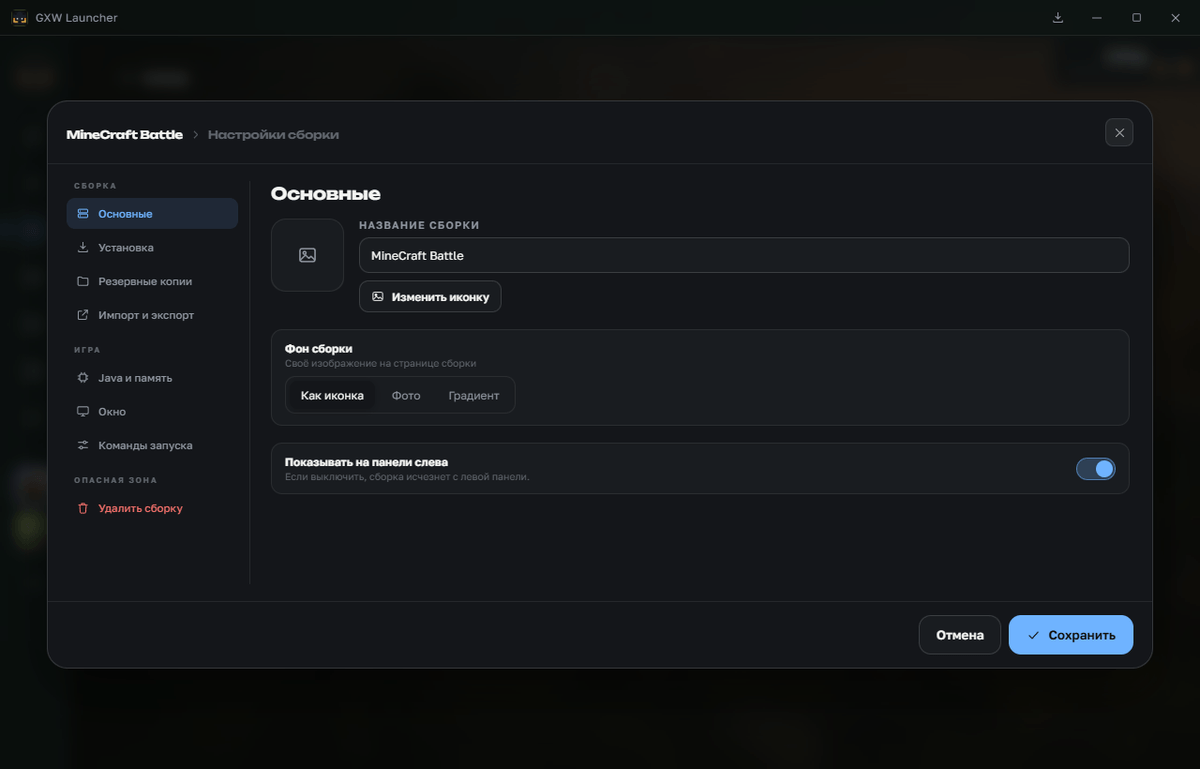 GXW Launcher
MineCraft Battle > Настройки сборки
СБОРКА
Основные
Установка
Резервные копии
Импорт и экспорт
ИГРА
Java и память
Окно
Команды запуска
ОПАСНАЯ ЗОНА
Удалить сборку
Основные
НАЗВАНИЕ СБОРКИ
MineCraft Battle
Изменить иконку
Фон сборки
Своё изображение на странице сборки
Как иконка Фото Градиент
Показывать на панели слева
Если выключить, сборка исчезнет с левой панели.
Отмена Сохранить